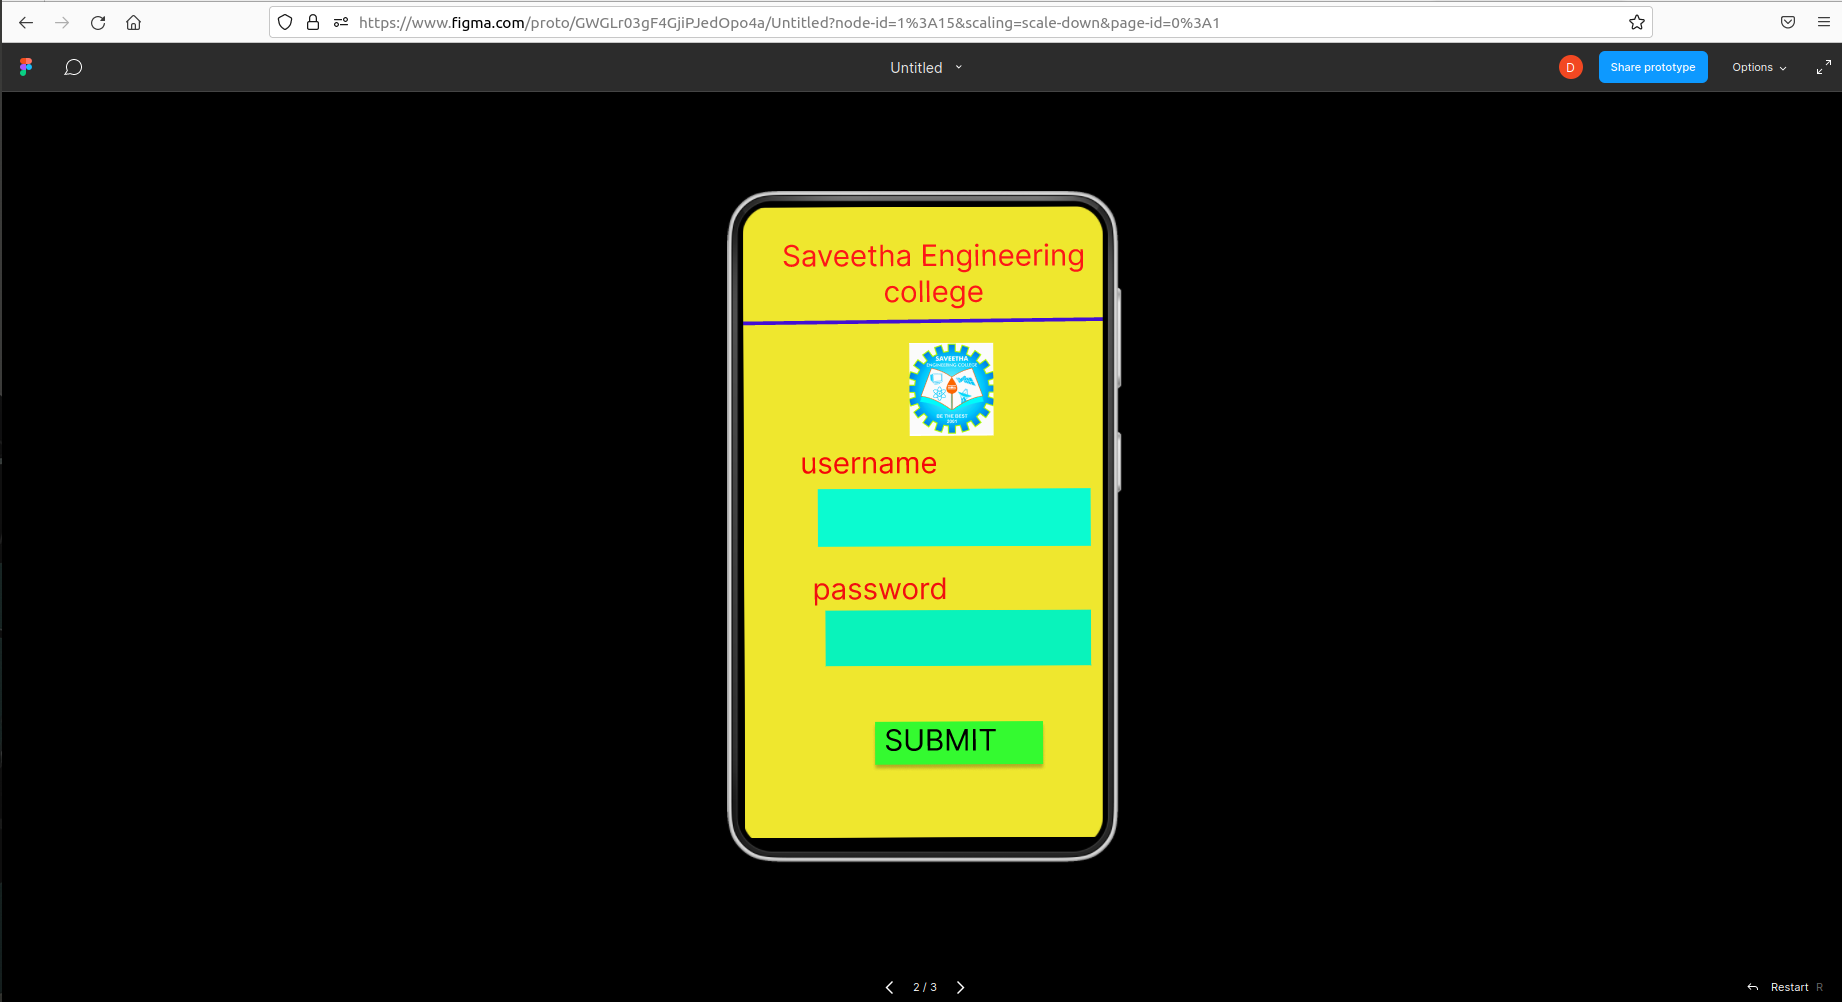 https://www.figma.com/proto/GWGLr03gF4GjiPJedOpo4a/Untitled?node-id=1%3A15&scaling=scale-down&page-id=0%3A1
Untitled
D
Share prototype
Options
Saveetha Engineering
college
SAVEETHA
ENGINEERING COLLEGE
BE THE BEST
2001
username
password
SUBMIT
2 / 3
Restart R